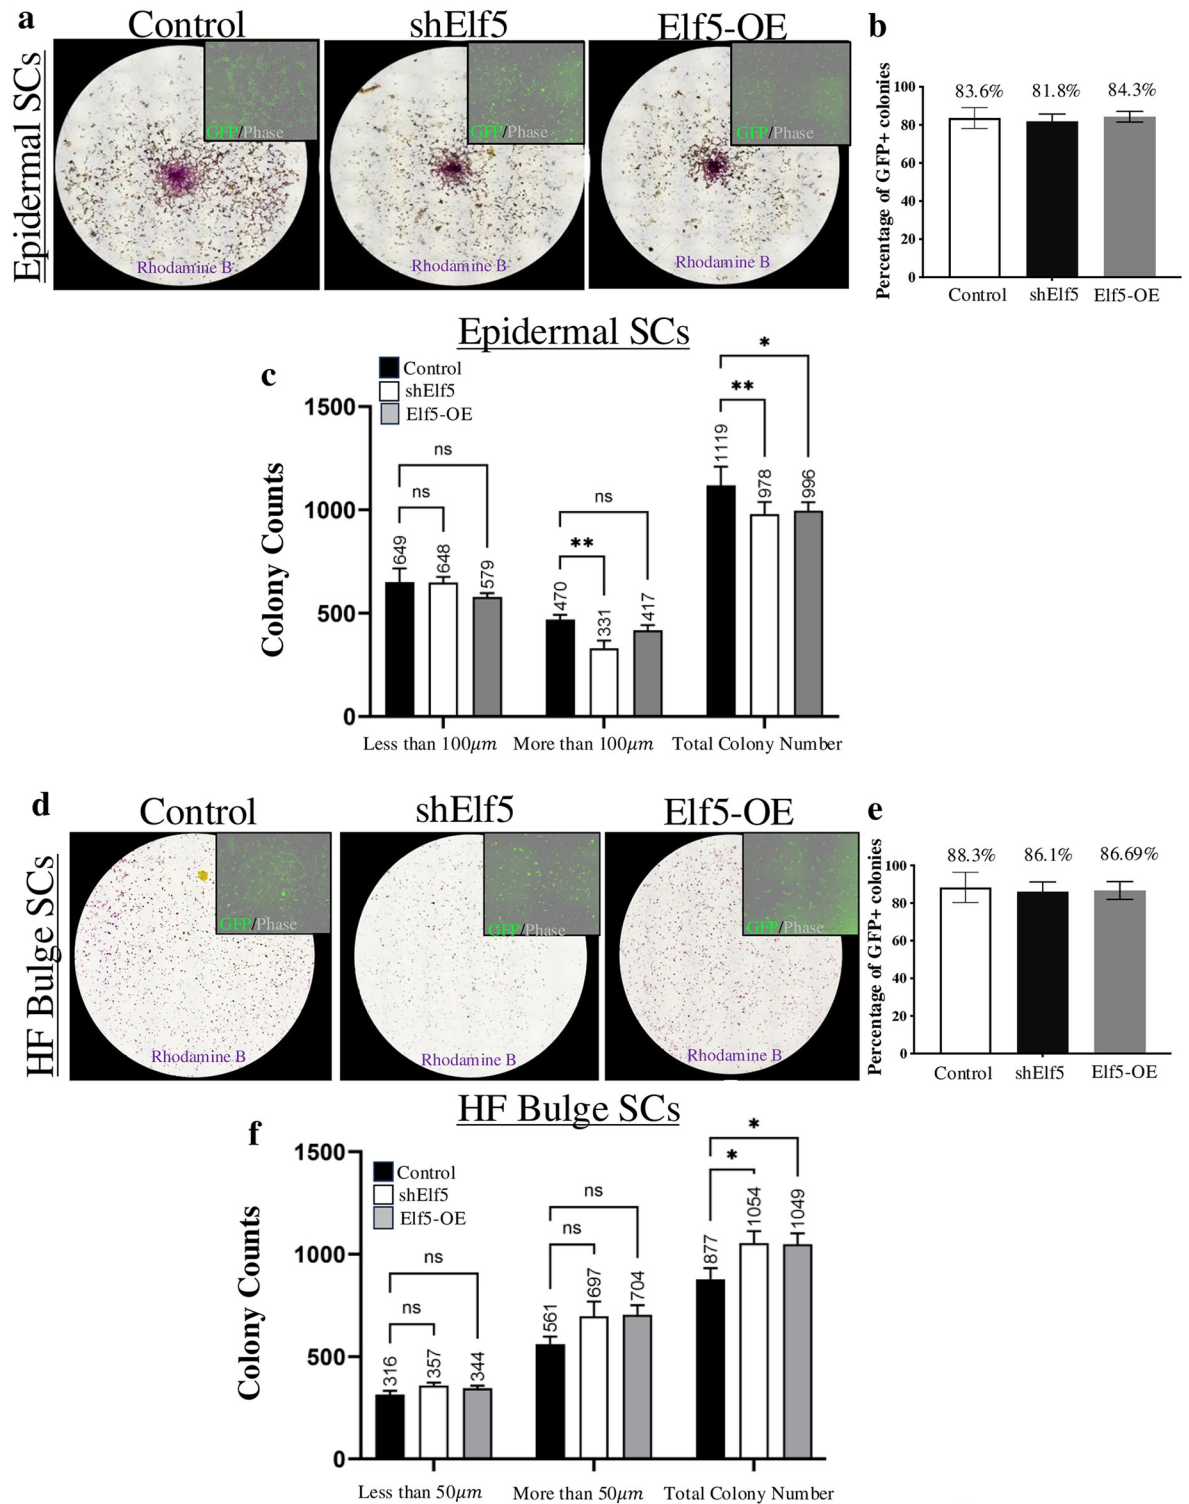 a
Control
shElf5
Elf5-OE
Epidermal SCs
GFP/Phase
GFP/Phase
GFP/Phase
Rhodamine B
Rhodamine B
Rhodamine B
b
Percentage of GFP+ colonies
100
80
60
40
20
0
83.6%
81.8%
84.3%
Control
shElf5
Elf5-OE
Epidermal SCs
c
Control
shElf5
Elf5-OE
Colony Counts
1500
1000
500
0
ns
ns
649
648
579
ns
**
470
331
417
*
**
1119
978
996
Less than 100µm
More than 100µm
Total Colony Number
d
Control
shElf5
Elf5-OE
HF Bulge SCs
GFP/Phase
GFP/Phase
GFP/Phase
Rhodamine B
Rhodamine B
Rhodamine B
e
Percentage of GFP+ colonies
100
80
60
40
20
0
88.3%
86.1%
86.69%
Control
shElf5
Elf5-OE
HF Bulge SCs
f
Control
shElf5
Elf5-OE
Colony Counts
1500
1000
500
0
ns
ns
316
357
344
ns
ns
561
697
704
*
*
877
1054
1049
Less than 50µm
More than 50µm
Total Colony Number